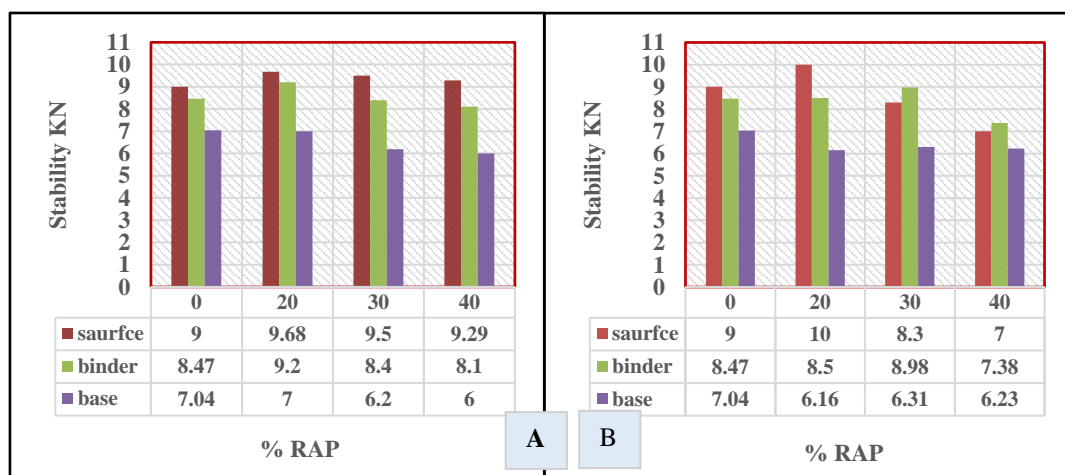 Stability KN
11
10
9
8
7
6
5
4
3
2
1
0
0 20 30 40
saurfce 9 9.68 9.5 9.29
binder 8.47 9.2 8.4 8.1
base 7.04 7 6.2 6
% RAP
A
Stability KN
11
10
9
8
7
6
5
4
3
2
1
0
0 20 30 40
saurfce 9 10 8.3 7
binder 8.47 8.5 8.98 7.38
base 7.04 6.16 6.31 6.23
B
% RAP